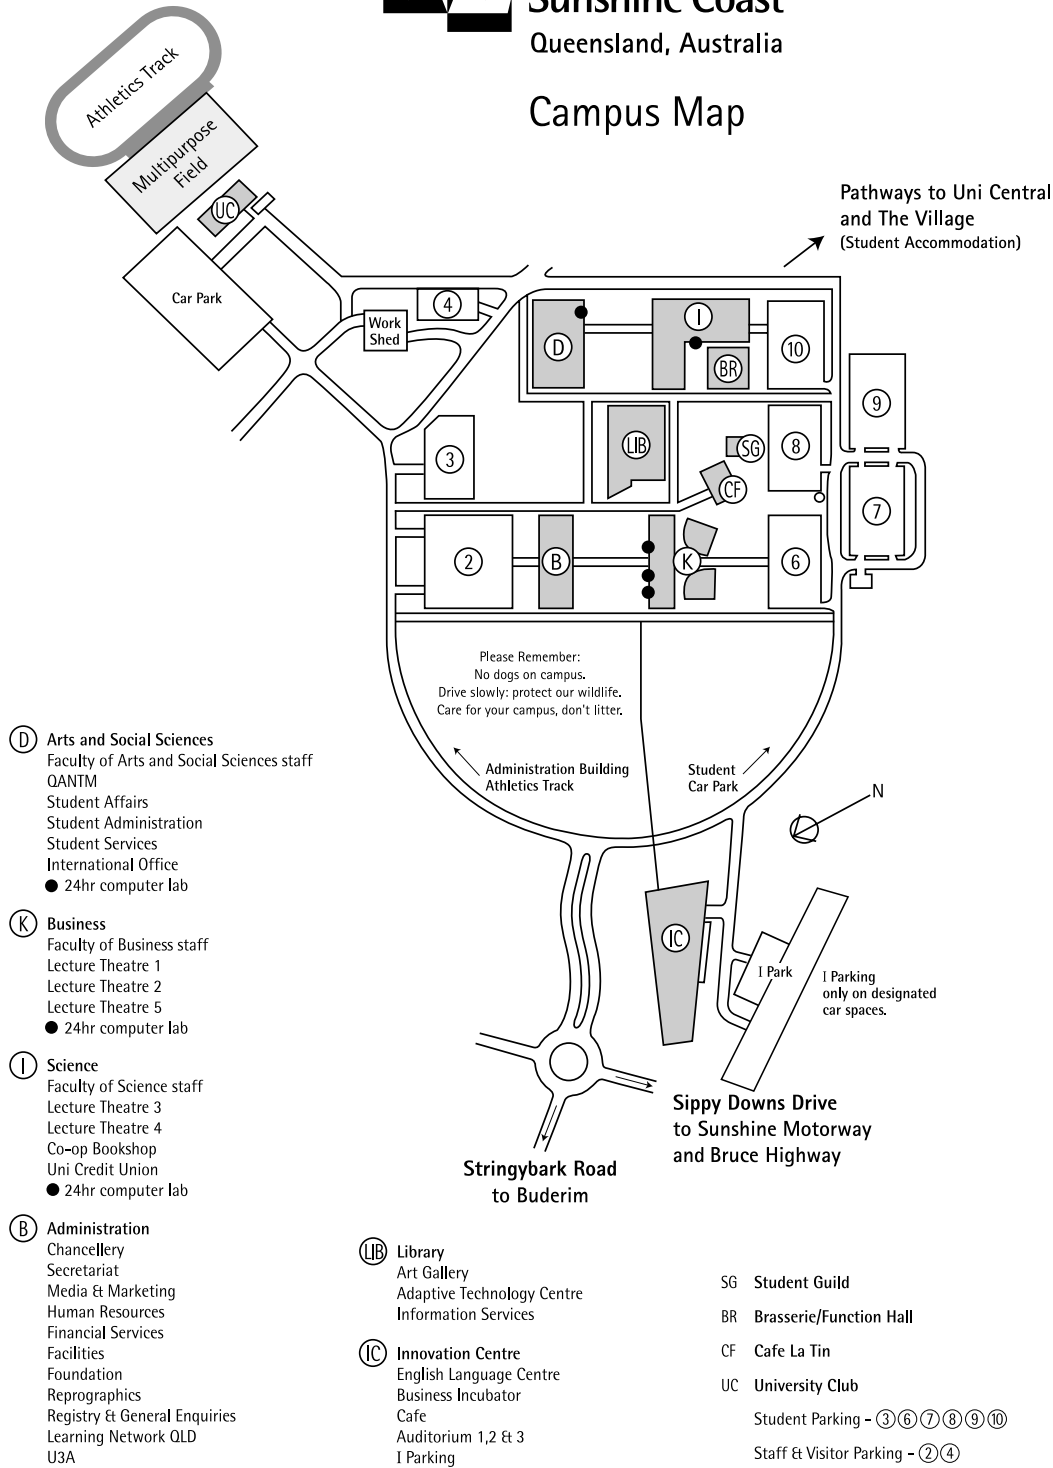 Sunshine Coast
Queensland, Australia
Campus Map
Athletics Track
Multipurpose
Field
UC
Car Park
Pathways to Uni Central
and The Village
(Student Accommodation)
4
Work
Shed
D
I
BR
10
9
3
LIB
SG
8
CF
7
2
B
K
6
Please Remember:
No dogs on campus.
Drive slowly: protect our wildlife.
Care for your campus, don't litter.
Administration Building
Athletics Track
Student
Car Park
N
IC
I Park
I Parking
only on designated
car spaces.
Sippy Downs Drive
to Sunshine Motorway
and Bruce Highway
Stringybark Road
to Buderim
D Arts and Social Sciences
Faculty of Arts and Social Sciences staff
QANTM
Student Affairs
Student Administration
Student Services
International Office
● 24hr computer lab
K Business
Faculty of Business staff
Lecture Theatre 1
Lecture Theatre 2
Lecture Theatre 5
● 24hr computer lab
I Science
Faculty of Science staff
Lecture Theatre 3
Lecture Theatre 4
Co-op Bookshop
Uni Credit Union
● 24hr computer lab
B Administration
Chancellery
Secretariat
Media & Marketing
Human Resources
Financial Services
Facilities
Foundation
Reprographics
Registry & General Enquiries
Learning Network QLD
U3A
LIB Library
Art Gallery
Adaptive Technology Centre
Information Services
IC Innovation Centre
English Language Centre
Business Incubator
Cafe
Auditorium 1,2 & 3
I Parking
SG Student Guild
BR Brasserie/Function Hall
CF Cafe La Tin
UC University Club
Student Parking - 3 6 7 8 9 10
Staff & Visitor Parking - 2 4